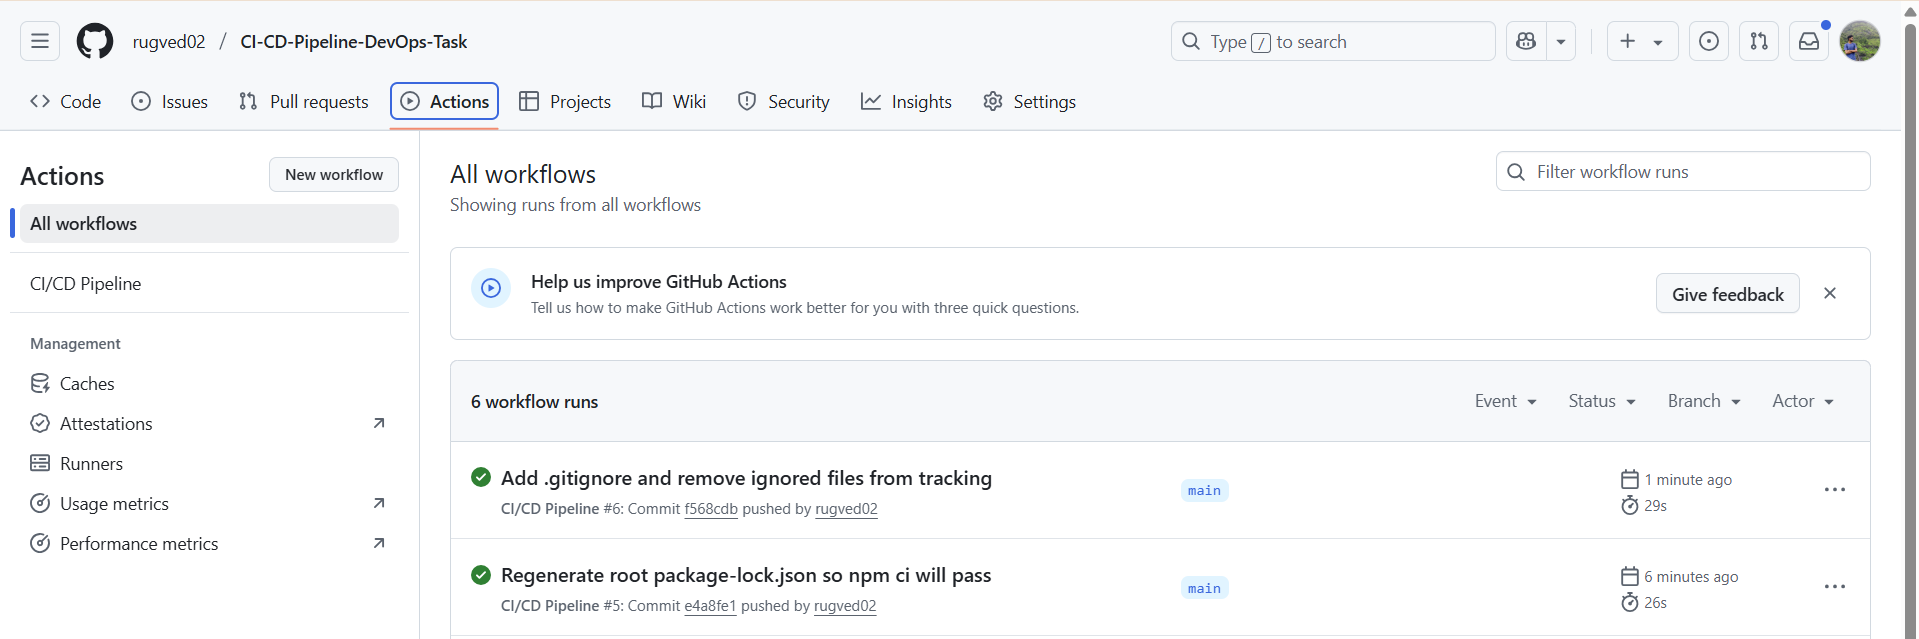 rugved02 / CI-CD-Pipeline-DevOps-Task
Type / to search
Code Issues Pull requests Actions Projects Wiki Security Insights Settings
Actions
New workflow
All workflows
CI/CD Pipeline
Management
Caches
Attestations
Runners
Usage metrics
Performance metrics
All workflows
Showing runs from all workflows
Filter workflow runs
Help us improve GitHub Actions
Tell us how to make GitHub Actions work better for you with three quick questions.
Give feedback
6 workflow runs
Event Status Branch Actor
Add .gitignore and remove ignored files from tracking
CI/CD Pipeline #6: Commit f568cdb pushed by rugved02
main
1 minute ago
29s
Regenerate root package-lock.json so npm ci will pass
CI/CD Pipeline #5: Commit e4a8fe1 pushed by rugved02
main
6 minutes ago
26s